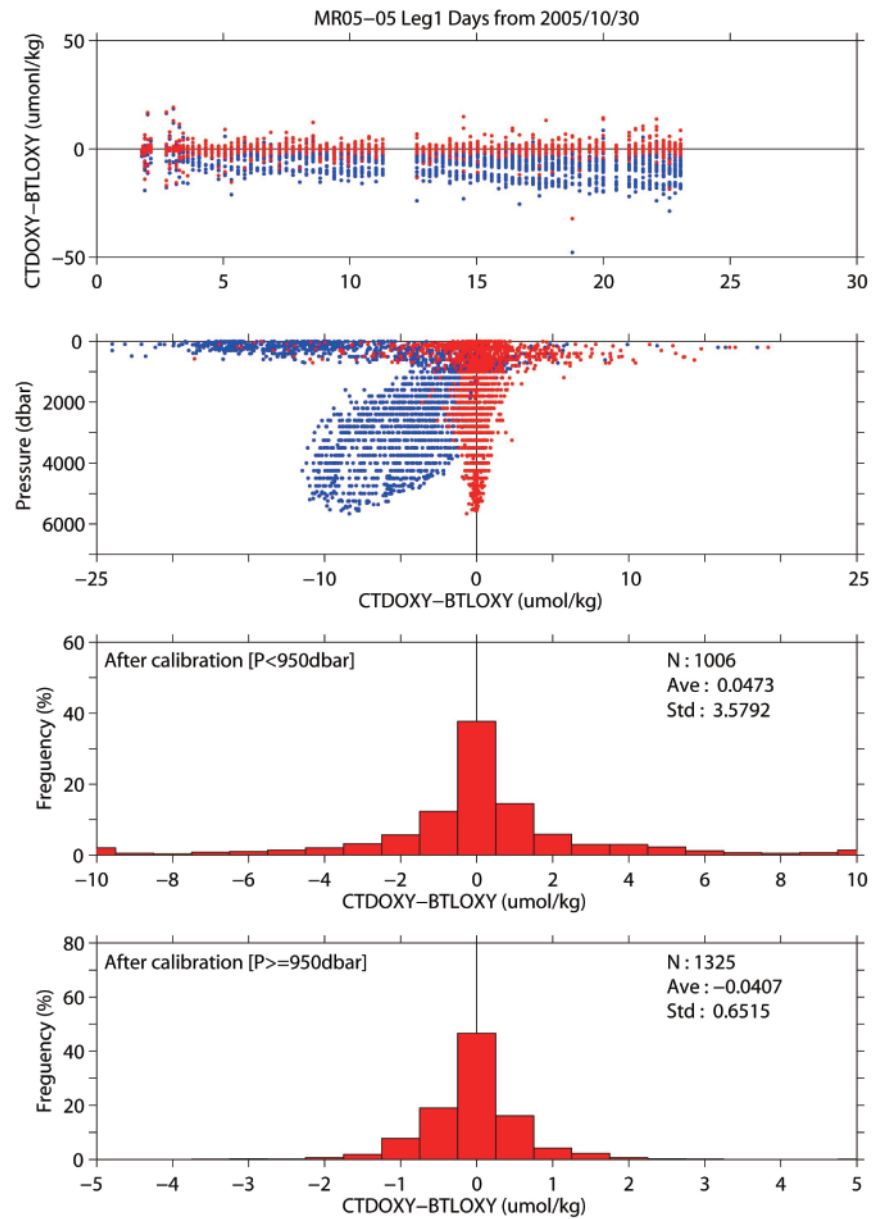 MR05−05 Leg1 Days from 2005/10/30
CTDOXY−BTLOXY (umonl/kg)
50
0
−50
0 5 10 15 20 25 30
Pressure (dbar)
0
2000
4000
6000
−25 −10 0 10 25
CTDOXY−BTLOXY (umol/kg)
After calibration [P<950dbar]
N : 1006
Ave : 0.0473
Std : 3.5792
Freguency (%)
60
40
20
0
−10 −8 −6 −4 −2 0 2 4 6 8 10
CTDOXY−BTLOXY (umol/kg)
After calibration [P>=950dbar]
N : 1325
Ave : −0.0407
Std : 0.6515
Freguency (%)
80
60
40
20
0
−5 −4 −3 −2 −1 0 1 2 3 4 5
CTDOXY−BTLOXY (umol/kg)